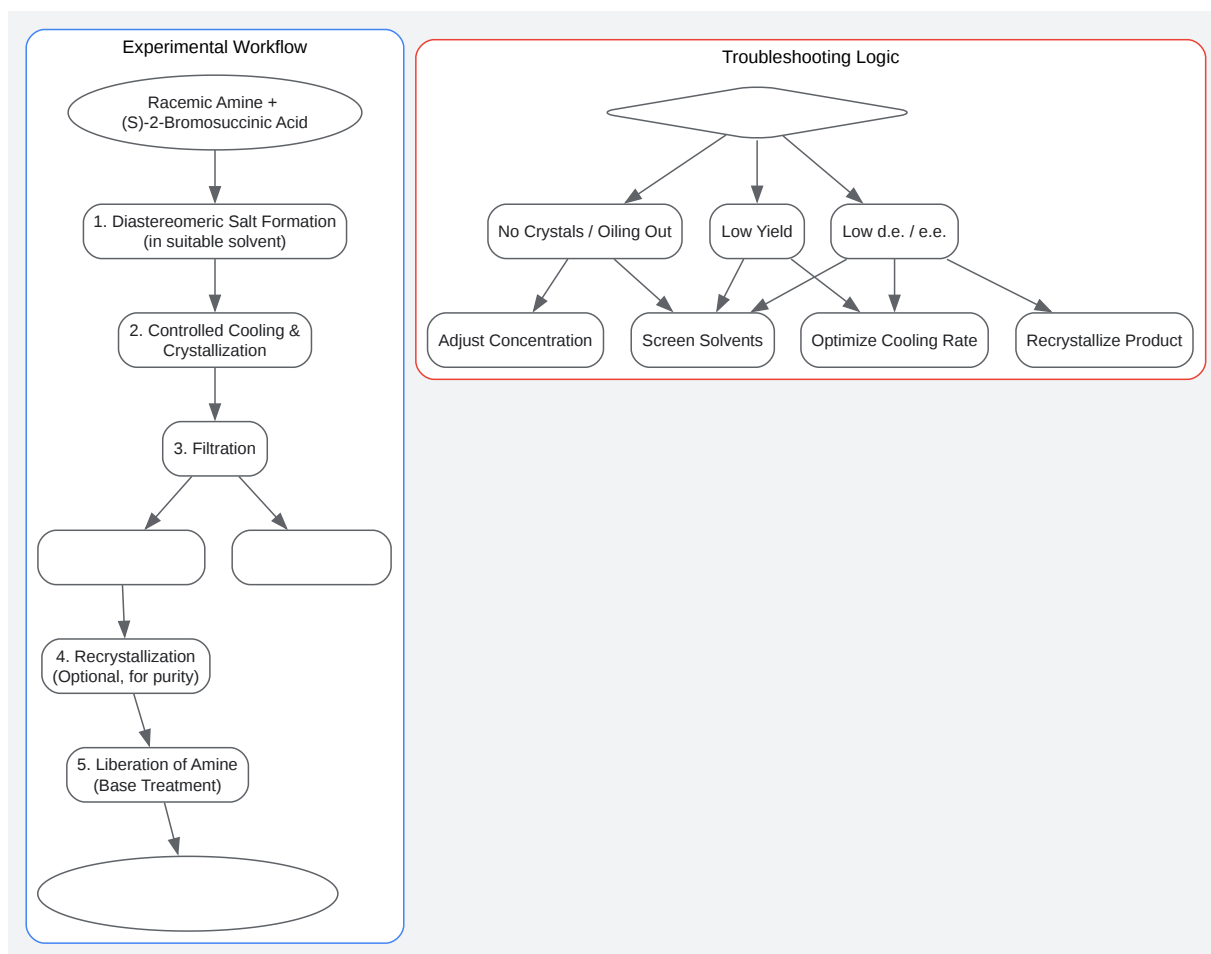 Experimental Workflow
Racemic Amine +
(S)-2-Bromosuccinic Acid
1. Diastereomeric Salt Formation
(in suitable solvent)
2. Controlled Cooling &
Crystallization
3. Filtration
4. Recrystallization
(Optional, for purity)
5. Liberation of Amine
(Base Treatment)
Troubleshooting Logic
No Crystals / Oiling Out
Low Yield
Low d.e. / e.e.
Adjust Concentration
Screen Solvents
Optimize Cooling Rate
Recrystallize Product